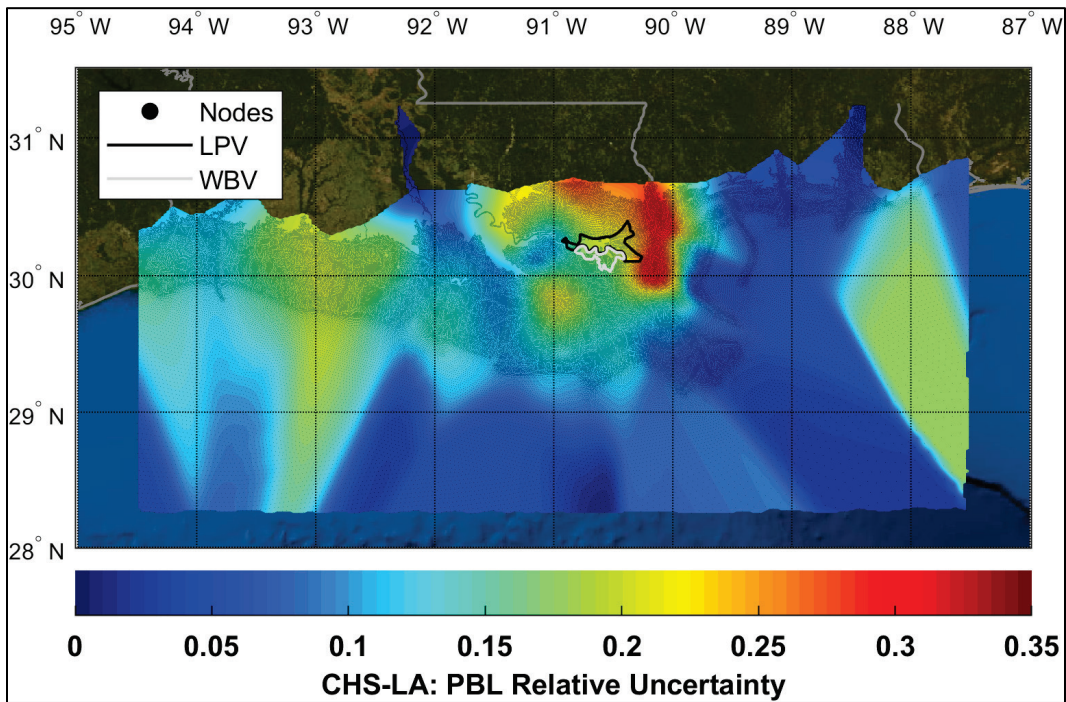 95° W 94° W 93° W 92° W 91° W 90° W 89° W 88° W 87° W
Nodes
LPV
WBV
31° N
30° N
29° N
28° N
0 0.05 0.1 0.15 0.2 0.25 0.3 0.35
CHS-LA: PBL Relative Uncertainty